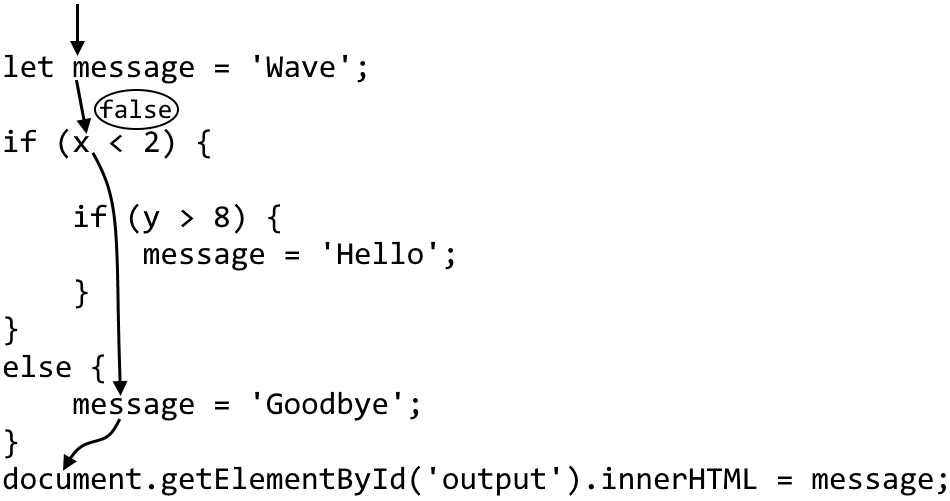 let message = 'Wave';
false
if (x < 2) {
if (y > 8) {
message = 'Hello';
}
}
else {
message = 'Goodbye';
}
document.getElementById('output').innerHTML = message;